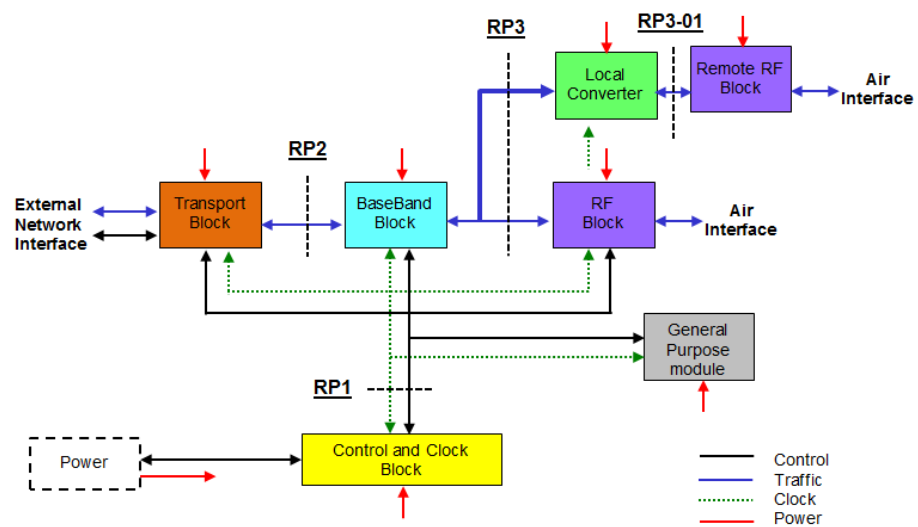 RP3
RP3-01
Local
Converter
Remote RF
Block
Air
Interface
RP2
External
Network
Interface
Transport
Block
BaseBand
Block
RF
Block
Air
Interface
General
Purpose
module
RP1
Power
Control and Clock
Block
Control
Traffic
Clock
Power